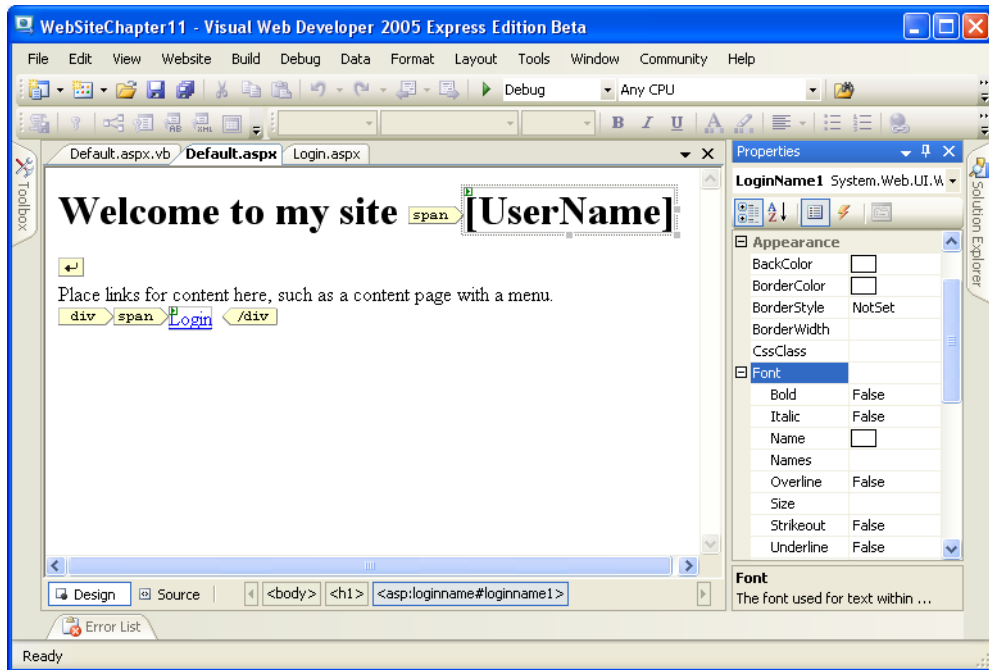 WebSiteChapter11 - Visual Web Developer 2005 Express Edition Beta
File Edit View Website Build Debug Data Format Layout Tools Window Community Help
Debug Any CPU
B I U A
Default.aspx.vb Default.aspx Login.aspx
Toolbox
Welcome to my site span [UserName]
Place links for content here, such as a content page with a menu.
div span Login /div
Design Source <body> <h1> <asp:loginname#loginname1>
Properties
LoginName1 System.Web.UI.W
Appearance
BackColor
BorderColor
BorderStyle NotSet
BorderWidth
CssClass
Font
Bold False
Italic False
Name
Names
Overline False
Size
Strikeout False
Underline False
Font
The font used for text within ...
Solution Explorer
Error List
Ready